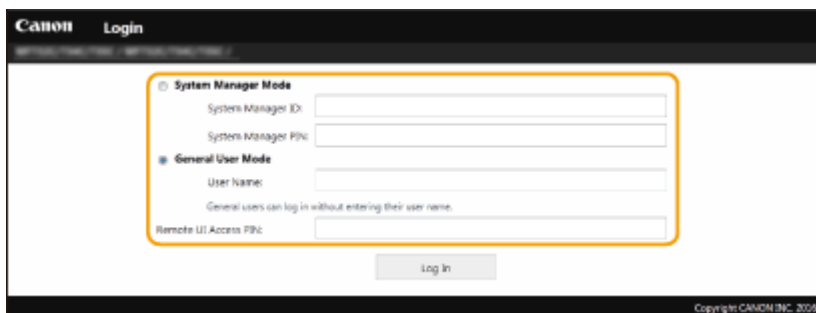 Canon Login
System Manager Mode
System Manager ID:
System Manager PIN:
General User Mode
User Name:
General users can log in without entering their user name.
Remote UI Access PIN:
Log In
Copyright CANON INC. 2016